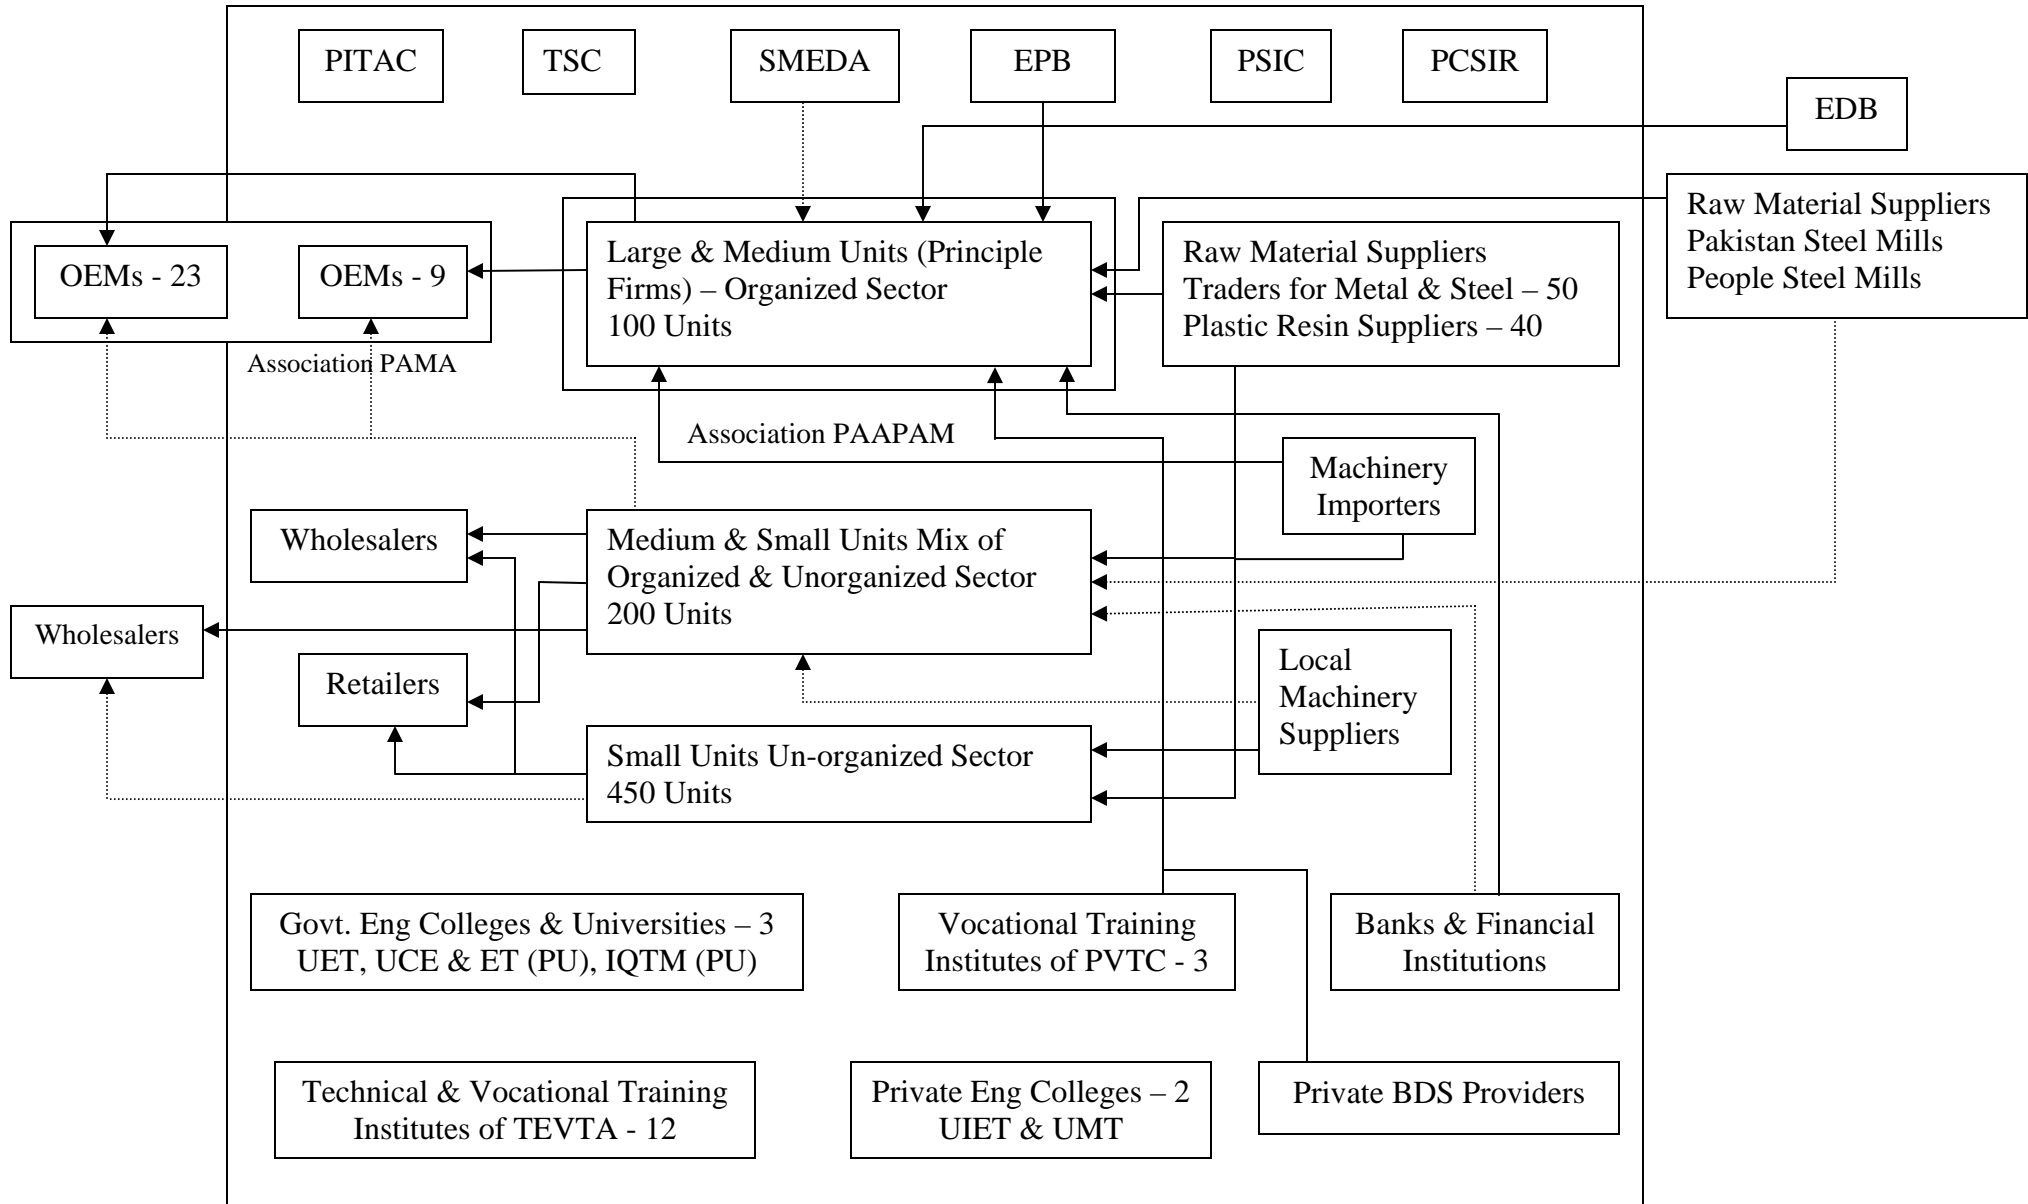 PITAC
TSC
SMEDA
EPB
PSIC
PCSIR
EDB
OEMs - 23
OEMs - 9
Association PAMA
Large & Medium Units (Principle
Firms) – Organized Sector
100 Units
Raw Material Suppliers
Traders for Metal & Steel – 50
Plastic Resin Suppliers – 40
Raw Material Suppliers
Pakistan Steel Mills
People Steel Mills
Association PAAPAM
Machinery
Importers
Wholesalers
Medium & Small Units Mix of
Organized & Unorganized Sector
200 Units
Wholesalers
Retailers
Local
Machinery
Suppliers
Small Units Un-organized Sector
450 Units
Govt. Eng Colleges & Universities – 3
UET, UCE & ET (PU), IQTM (PU)
Vocational Training
Institutes of PVTC - 3
Banks & Financial
Institutions
Technical & Vocational Training
Institutes of TEVTA - 12
Private Eng Colleges – 2
UIET & UMT
Private BDS Providers